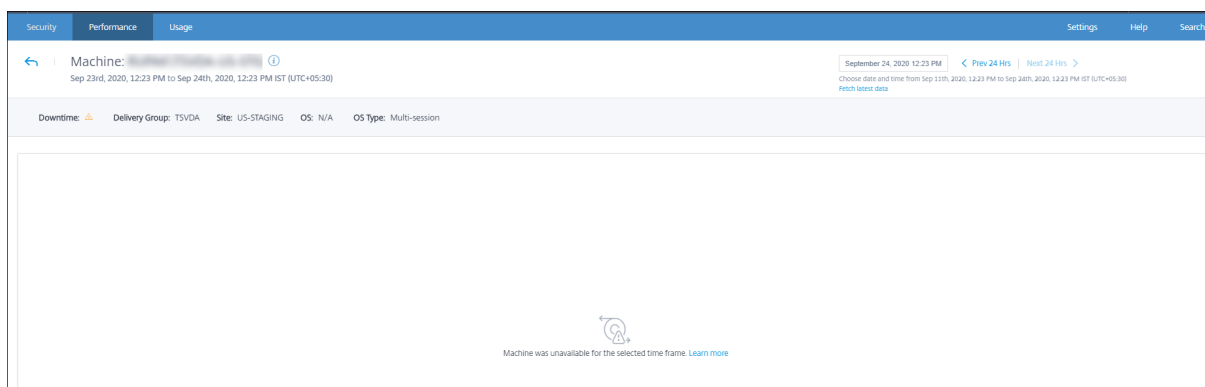 Security Performance Usage Settings Help Search
Machine:
Sep 23rd, 2020, 12:23 PM to Sep 24th, 2020, 12:23 PM IST (UTC+05:30)
September 24, 2020 12:23 PM Prev 24 Hrs Next 24 Hrs
Choose date and time from Sep 11th, 2020, 12:23 PM to Sep 24th, 2020, 12:23 PM IST (UTC+05:30)
Fetch latest data
Downtime: Delivery Group: TSVDA Site: US-STAGING OS: N/A OS Type: Multi-session
Machine was unavailable for the selected time frame. Learn more